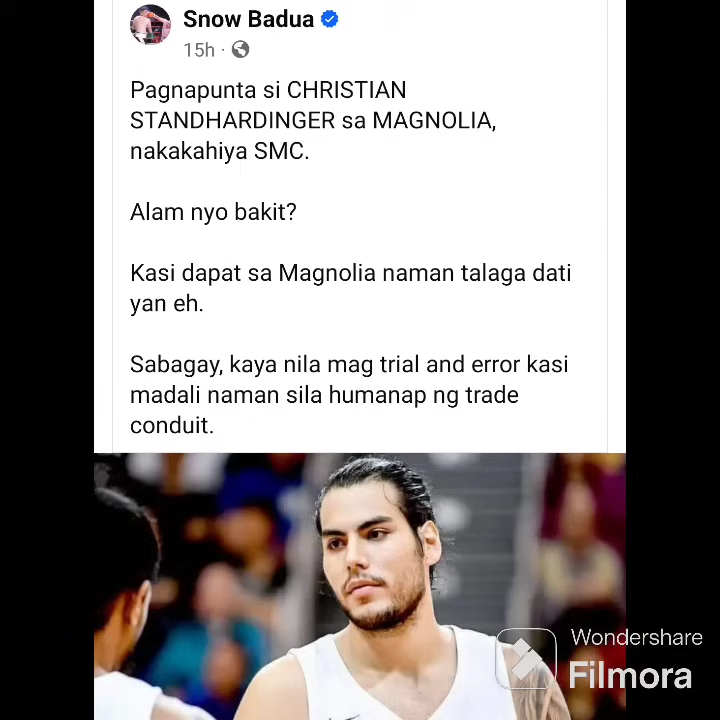 Snow Badua
15h ·
Pagnapunta si CHRISTIAN
STANDHARDINGER sa MAGNOLIA,
nakakahiya SMC.
Alam nyo bakit?
Kasi dapat sa Magnolia naman talaga dati
yan eh.
Sabagay, kaya nila mag trial and error kasi
madali naman sila humanap ng trade
conduit.
Wondershare
Filmora